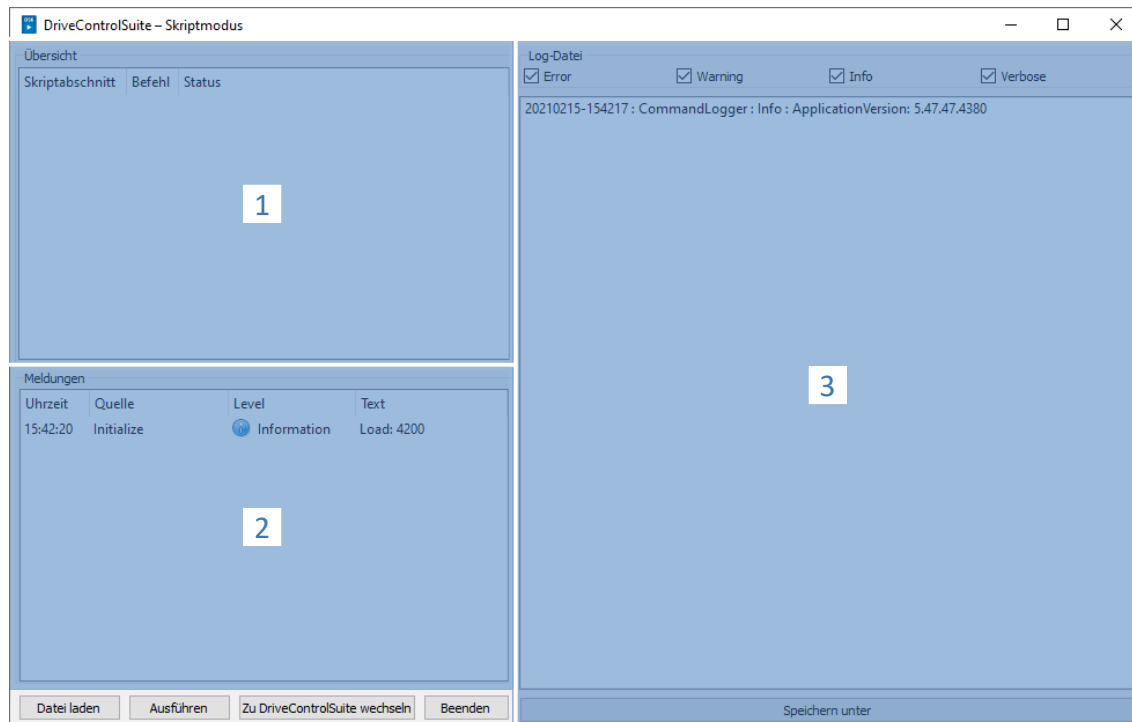 DriveControlSuite – Skriptmodus
Übersicht
Skriptabschnitt Befehl Status
1
Meldungen
Uhrzeit Quelle Level Text
15:42:20 Initialize Information Load: 4200
2
Datei laden Ausführen Zu DriveControlSuite wechseln Beenden
Log-Datei
Error Warning Info Verbose
20210215-154217 : CommandLogger : Info : ApplicationVersion: 5.47.47.4380
3
Speichern unter